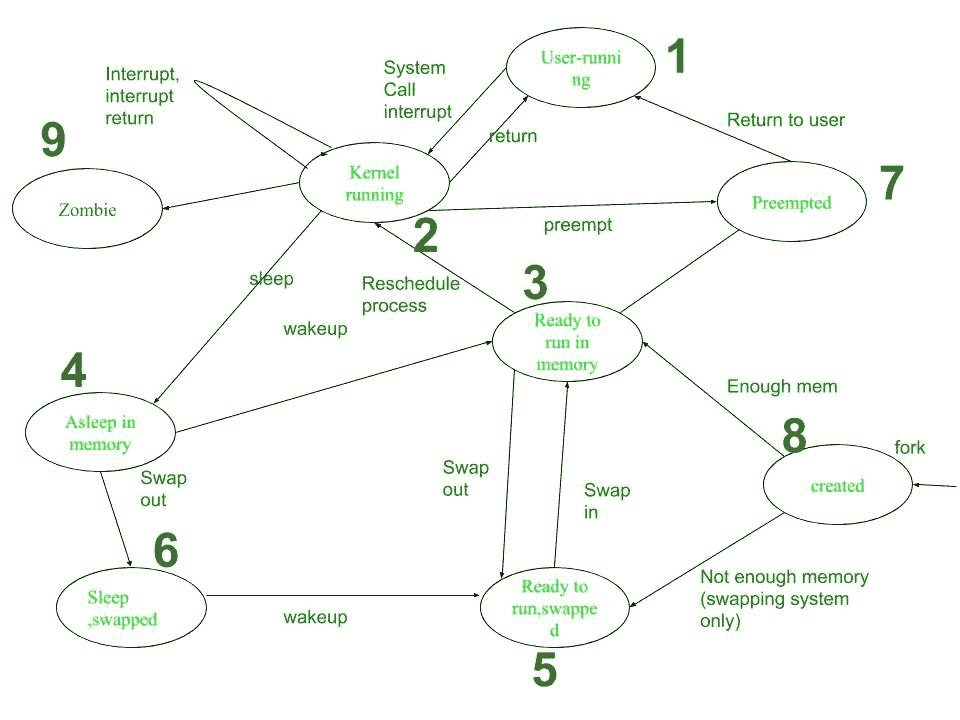 User-runni
ng
1
System
Call
interrupt
Interrupt,
interrupt
return
return
Return to user
9
Kernel
running
2
Zombie
Preempted
7
preempt
sleep
Reschedule
process
3
wakeup
Ready to
run in
memory
4
Asleep in
memory
Enough mem
8
fork
created
Swap
out
Swap
out
Swap
in
6
Sleep
,swapped
wakeup
Ready to
run,swappe
d
5
Not enough memory
(swapping system
only)